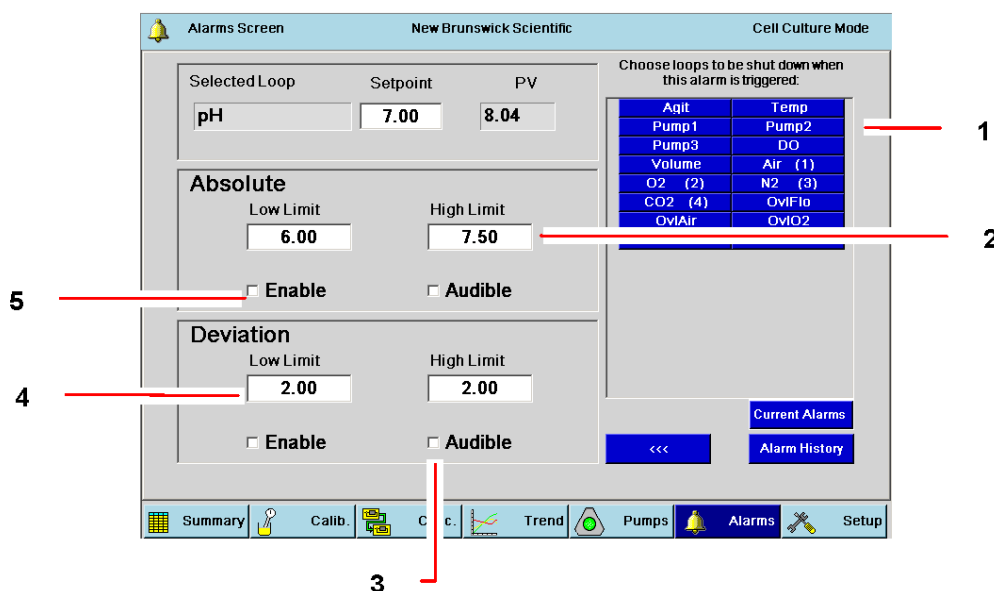 Alarms Screen New Brunswick Scientific Cell Culture Mode
Selected Loop Setpoint PV
pH 7.00 8.04
Choose loops to be shut down when
this alarm is triggered:
Agit Temp
Pump1 Pump2
Pump3 DO
Volume Air (1)
O2 (2) N2 (3)
CO2 (4) OvlFlo
OvlAir OvlO2
1
Absolute
Low Limit High Limit
6.00 7.50
2
Enable Audible
5
Deviation
Low Limit High Limit
2.00 2.00
4
Enable Audible
Current Alarms
<<< Alarm History
Summary Calib. C c. Trend Pumps Alarms Setup
3